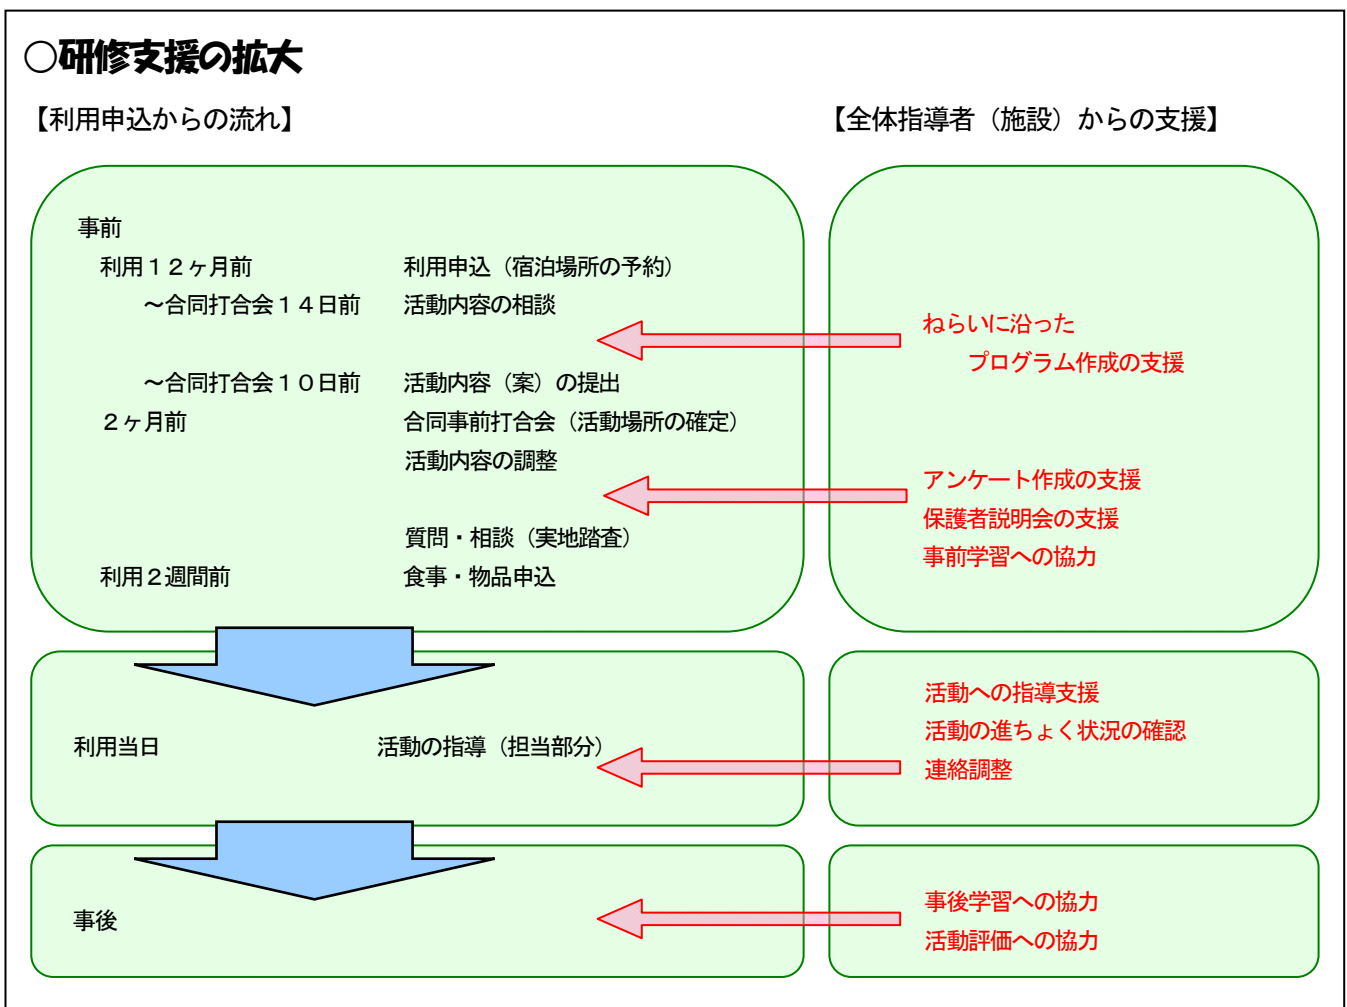 ○研修支援の拡大
【利用申込からの流れ】
【全体指導者（施設）からの支援】
事前
利用１２ヶ月前　利用申込（宿泊場所の予約）
～合同打合会１４日前　活動内容の相談
ねらいに沿った
プログラム作成の支援
～合同打合会１０日前　活動内容（案）の提出
２ヶ月前　合同事前打合会（活動場所の確定）
活動内容の調整
アンケート作成の支援
保護者説明会の支援
事前学習への協力
質問・相談（実地踏査）
利用２週間前　食事・物品申込
利用当日　活動の指導（担当部分）
活動への指導支援
活動の進ちょく状況の確認
連絡調整
事後
事後学習への協力
活動評価への協力